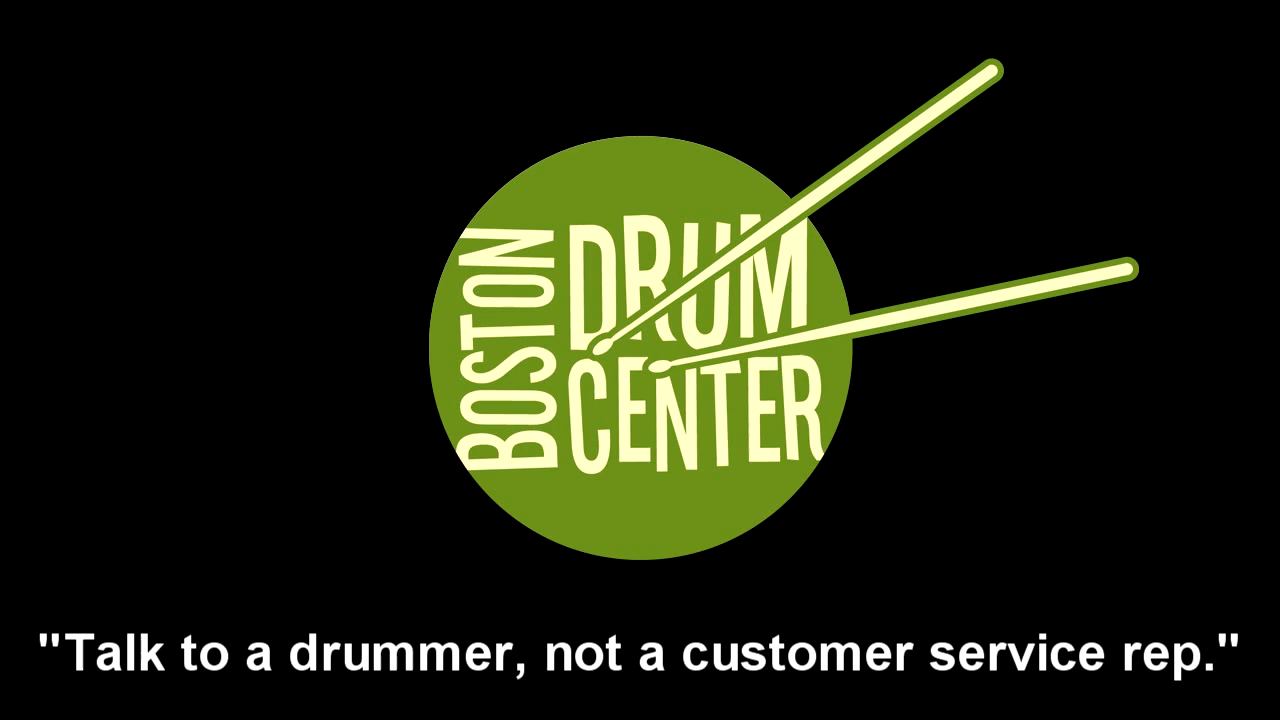 BOSTON
DRUM
CENTER
"Talk to a drummer, not a customer service rep."